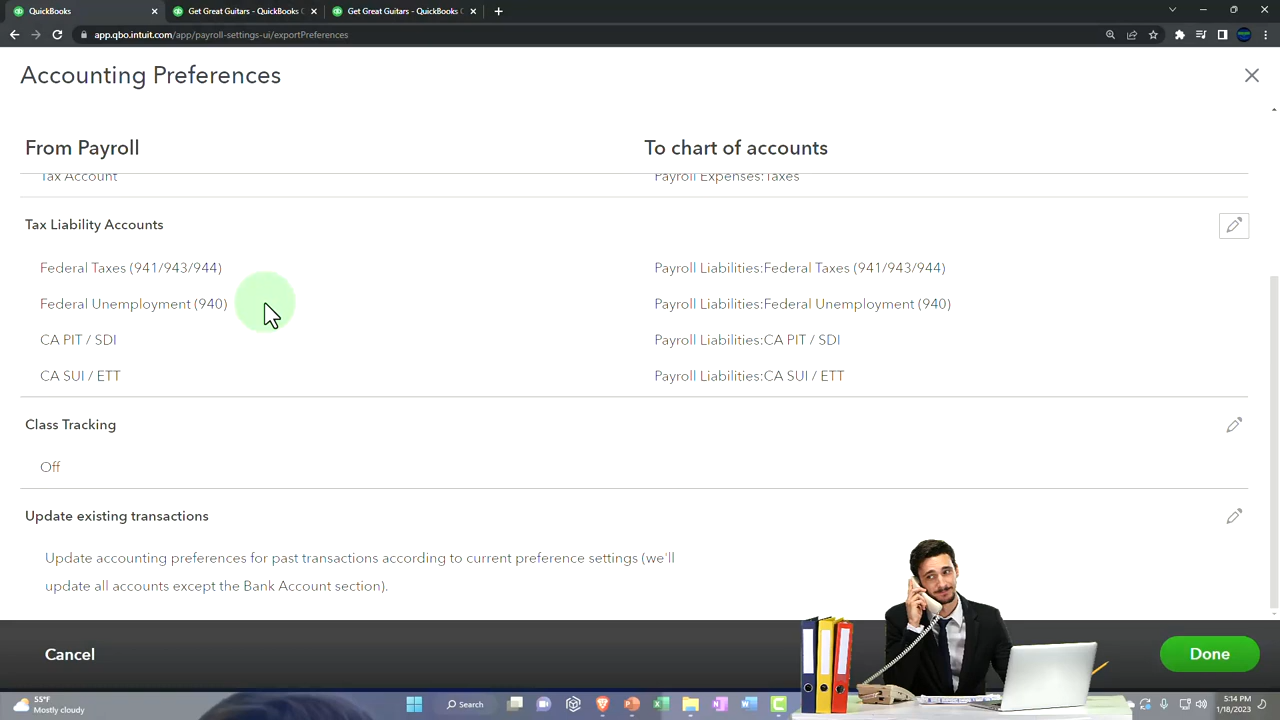 QuickBooks
Get Great Guitars - QuickBooks
Get Great Guitars - QuickBooks
app.qbo.intuit.com/app/payroll-settings-ui/exportPreferences
Accounting Preferences
From Payroll
To chart of accounts
Tax Account
Payroll Expenses:Taxes
Tax Liability Accounts
Federal Taxes (941/943/944)
Payroll Liabilities:Federal Taxes (941/943/944)
Federal Unemployment (940)
Payroll Liabilities:Federal Unemployment (940)
CA PIT / SDI
Payroll Liabilities:CA PIT / SDI
CA SUI / ETT
Payroll Liabilities:CA SUI / ETT
Class Tracking
Off
Update existing transactions
Update accounting preferences for past transactions according to current preference settings (we'll
update all accounts except the Bank Account section).
Cancel
Done
55°F
Mostly cloudy
Search
5:14 PM
1/18/2023